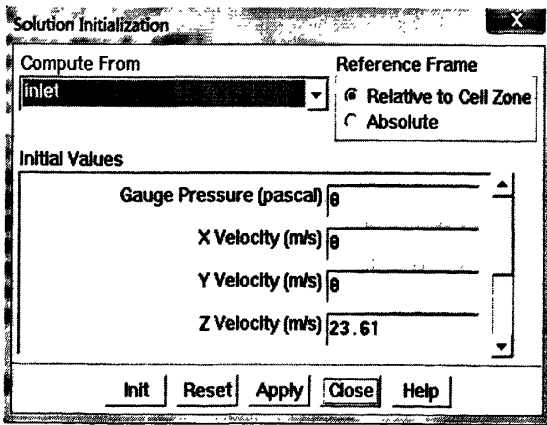 Solution Initialization X
Compute From Reference Frame
inlet
Relative to Cell Zone
Absolute
Initial Values
Gauge Pressure (pascal) 0
X Velocity (m/s) 0
Y Velocity (m/s) 0
Z Velocity (m/s) 23.61
Init Reset Apply Close Help